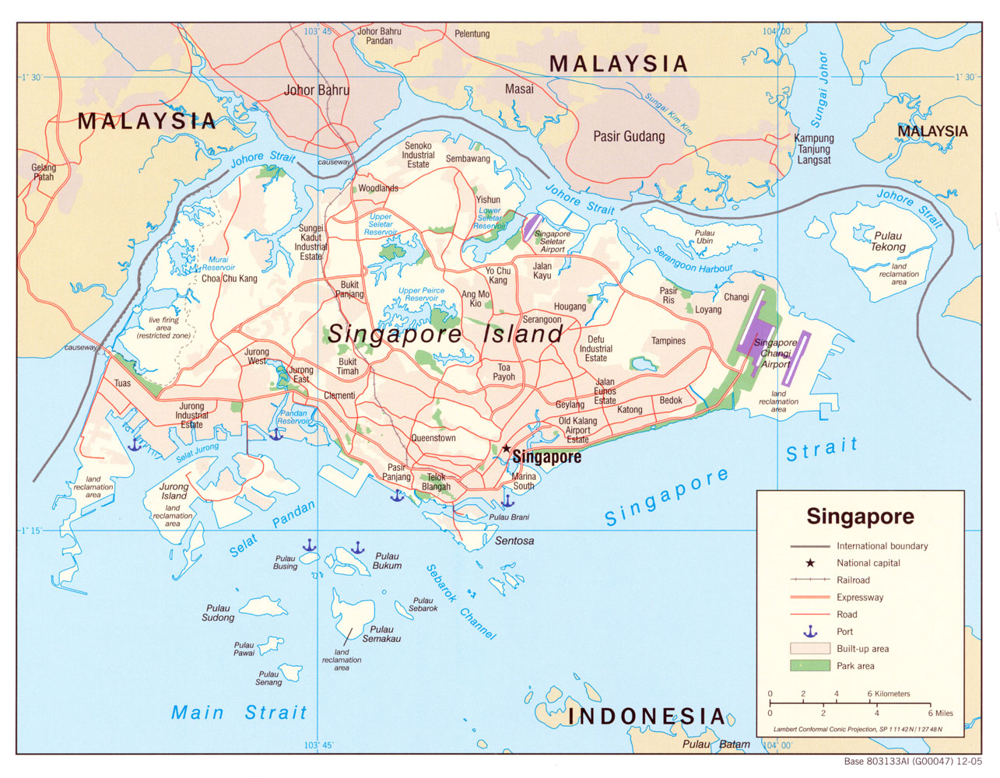 103° 45'
104° 00'
Johor Bahru
Pandan
Pelentung
MALAYSIA
1° 30'
1° 30'
Johor Bahru
Masai
Sungai Kim Kim
Sungai Johor
MALAYSIA
MALAYSIA
Pasir Gudang
Kampung
Tanjung
Langsat
Gelang
Patah
Johore Strait
causeway
Senoko
Industrial
Estate
Sembawang
Woodlands
Yishun
Johore Strait
Johore Strait
Lower
Seletar
Reservoir
Upper
Seletar
Reservoir
Sungei
Kadut
Industrial
Estate
Singapore
Seletar
Airport
Pulau
Ubin
Pulau
Tekong
land
reclamation
area
Serangoon Harbour
Murai
Reservoir
Choa Chu Kang
Bukit
Panjang
Yo Chu
Kang
Jalan
Kayu
Upper Peirce
Reservoir
Ang Mo
Kio
Hougang
Pasir
Ris
Changi
Loyang
live firing
area
(restricted zone)
Serangoon
Singapore Island
Defu
Industrial
Estate
Tampines
Singapore
Changi
Airport
causeway
Jurong
West
Jurong
East
Bukit
Timah
Toa
Payoh
Tuas
Clementi
Jalan
Eunos
Estate
Geylang
Katong
Bedok
land
reclamation
area
Jurong
Industrial
Estate
Pandan
Reservoir
Old Kalang
Airport
Estate
Queenstown
Selat Jurong
Singapore
Singapore Strait
land
reclamation
area
Jurong
Island
land
reclamation
area
Pasir
Panjang
Telok
Blangah
Marina
South
Selat Pandan
Pulau Brani
Sentosa
1° 15'
Pulau
Busing
Pulau
Bukum
Sebarok Channel
Pulau
Sudong
Pulau
Sebarok
Pulau
Semakau
land
reclamation
area
Pulau
Pawai
Pulau
Senang
Main Strait
INDONESIA
Pulau Batam
103° 45'
104° 00'
Singapore
International boundary
National capital
Railroad
Expressway
Road
Port
Built-up area
Park area
0 2 4 6 Kilometers
0 2 4 6 Miles
Lambert Conformal Conic Projection, SP 1 11 42 N / 1 27 48 N
Base 803133AI (G00047) 12-05